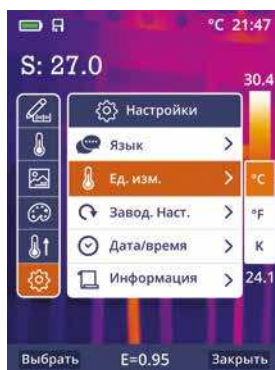 °C 21:47
S: 27.0
30.4
Настройки
Язык
Ед. изм.
°C
Завод. Наст.
°F
Дата/время
K
Информация
24.1
Выбрать E=0.95 Закрыть